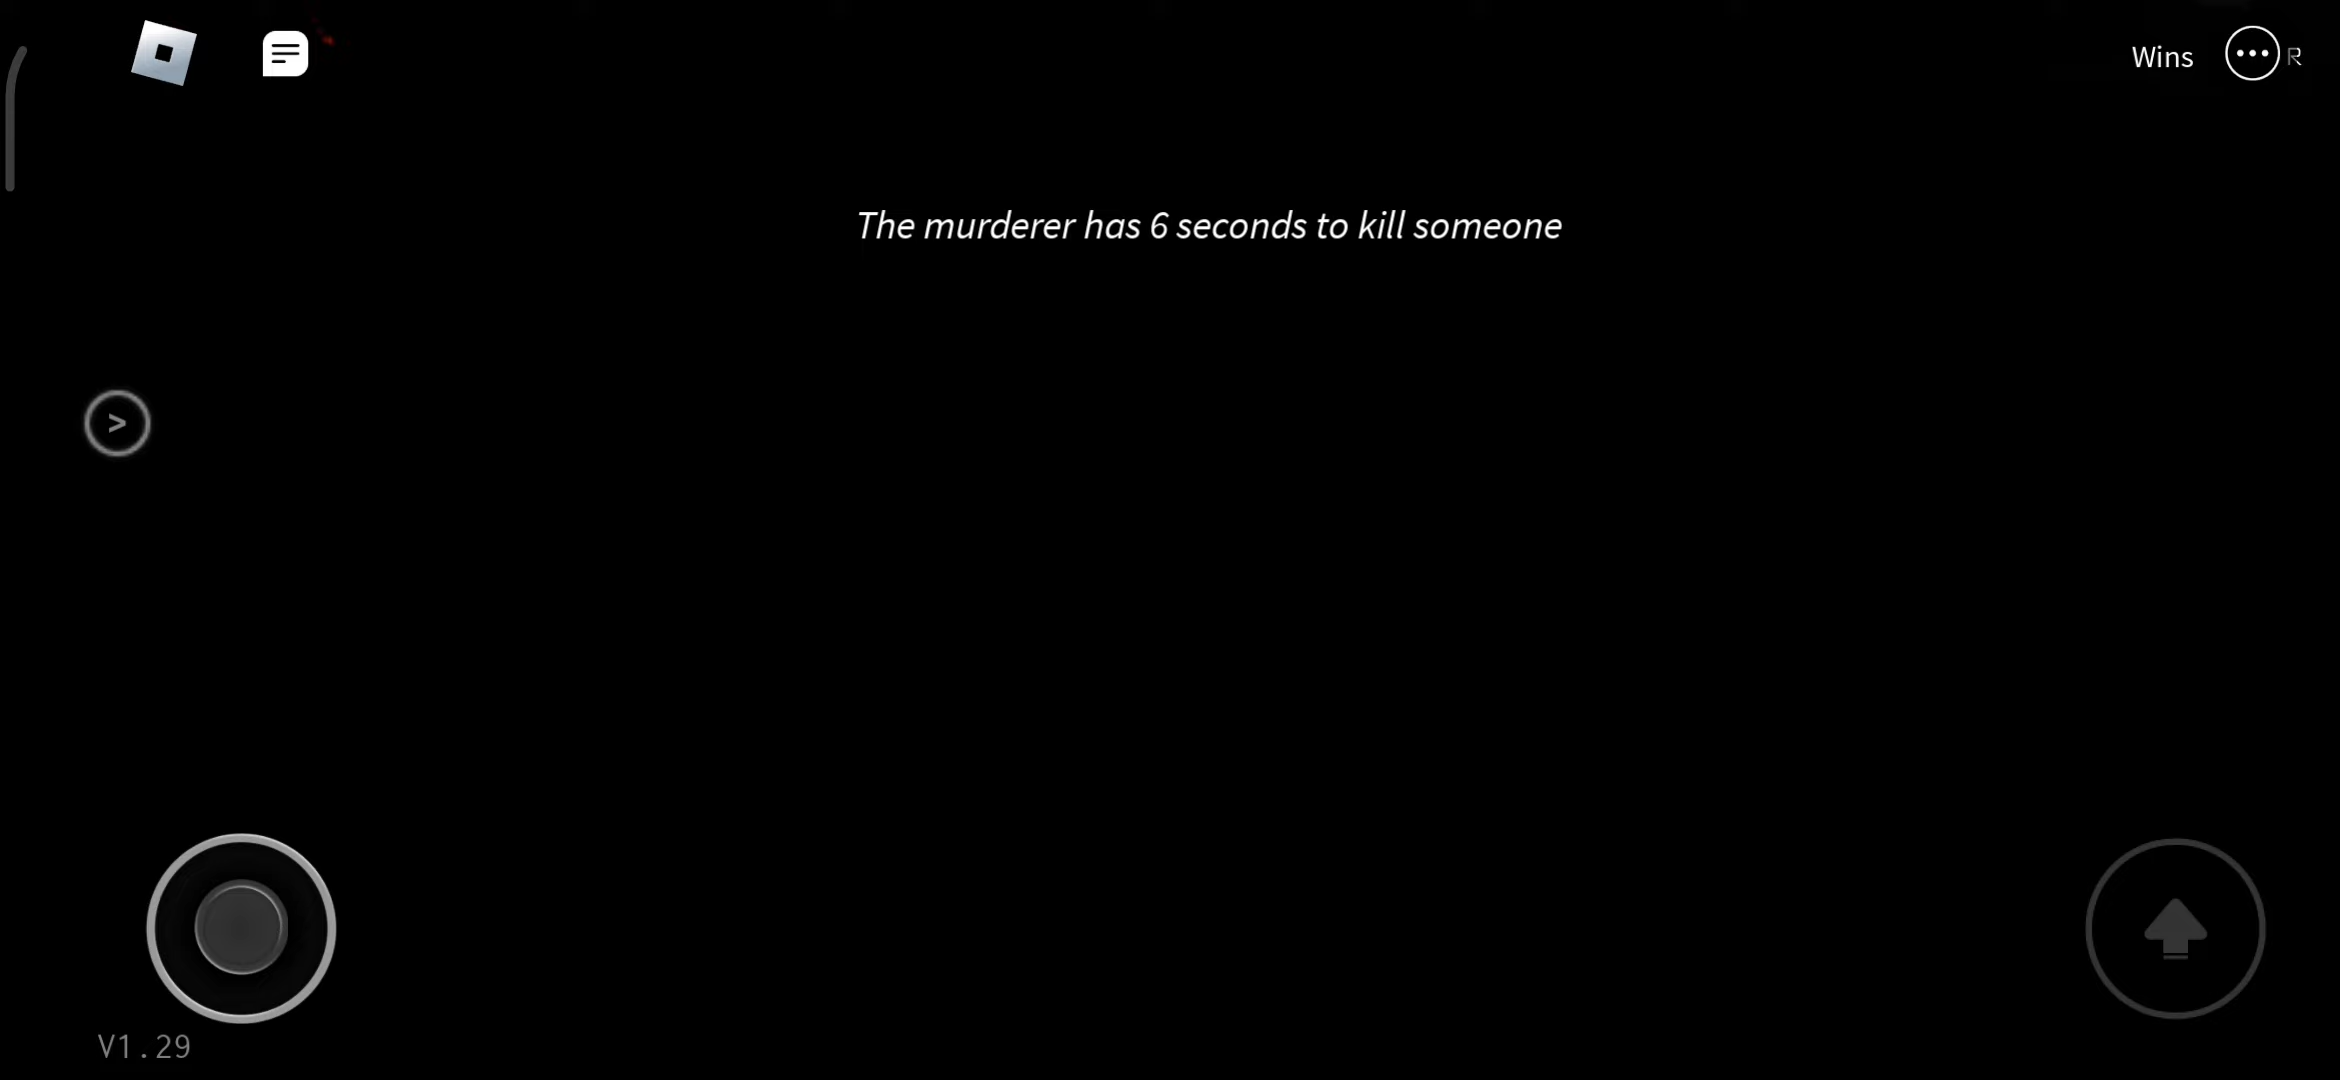 Wins
R
The murderer has 6 seconds to kill someone
>
V1.29